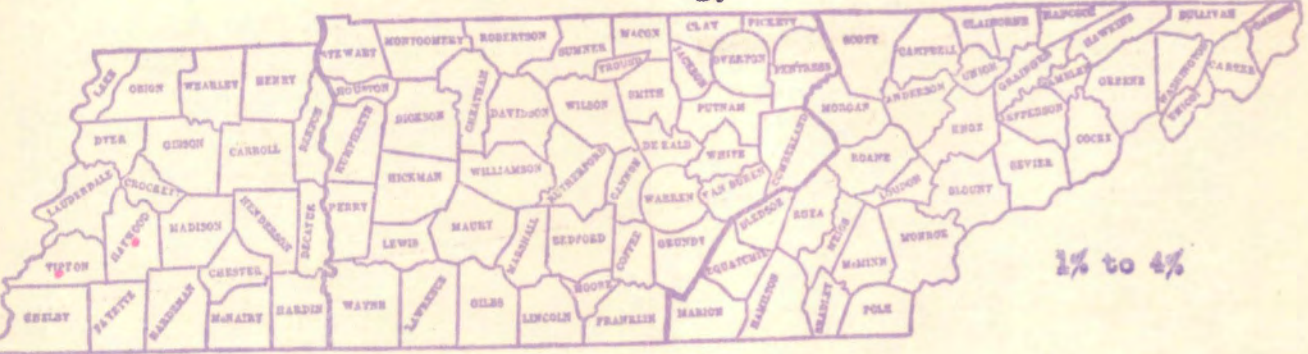 CLAY PICKETT
STEWART MONTGOMERY ROBERTSON SUMNER MACON SCOTT CAMPBELL CLAIBORNE HANCOCK HAWKINS SULLIVAN JOHNSON
LAKE OBION WEAKLEY HENRY HOUSTON CHEATHAM TROUSDALE JACKSON OVERTON FENTRESS UNION GRAINGER HAMBLEN GREENE WASHINGTON UNICOI CARTER
DICKSON DAVIDSON WILSON SMITH PUTNAM MORGAN ANDERSON KNOX JEFFERSON COCKE
DYER GIBSON CARROLL BENTON HUMPHREYS DE KALB WHITE CUMBERLAND ROANE SEVIER
LAUDERDALE CROCKETT HICKMAN WILLIAMSON RUTHERFORD CANNON WARREN VAN BUREN LOUDON BLOUNT
HAYWOOD MADISON HENDERSON DECATUR PERRY LEWIS MAURY MARSHALL BEDFORD COFFEE GRUNDY BLEDSOE RHEA MEIGS MONROE
TIPTON CHESTER MOORE SEQUATCHIE McMINN
1% to 4%
SHELBY FAYETTE HARDEMAN McNAIRY HARDIN WAYNE LAWRENCE GILES LINCOLN FRANKLIN MARION HAMILTON BRADLEY POLK